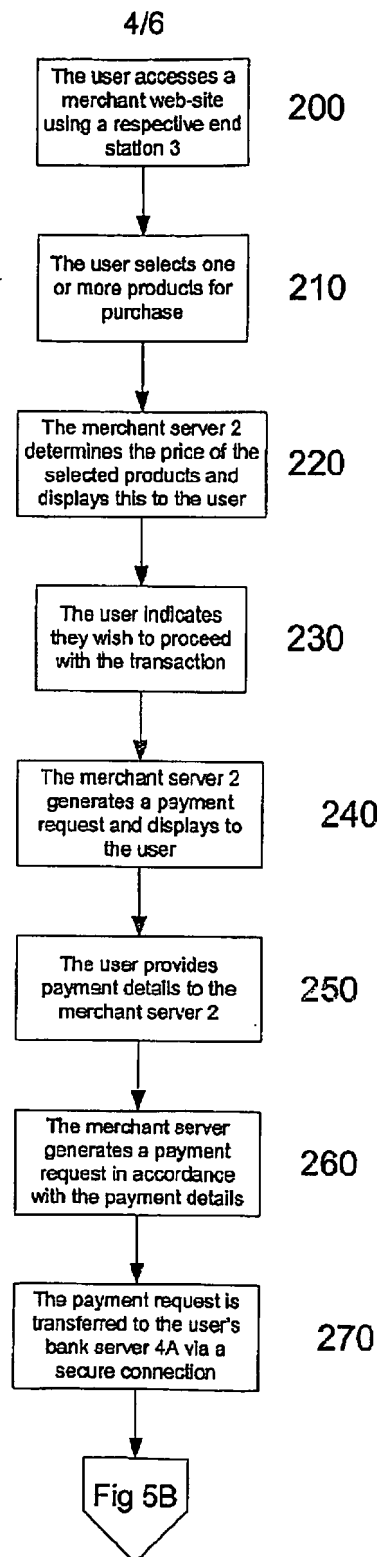 4/6
The user accesses a
merchant web-site
using a respective end
station 3
200
The user selects one
or more products for
purchase
210
The merchant server 2
determines the price of the
selected products and
displays this to the user
220
The user indicates
they wish to proceed
with the transaction
230
The merchant server 2
generates a payment
request and displays to
the user
240
The user provides
payment details to the
merchant server 2
250
The merchant server
generates a payment
request in accordance
with the payment details
260
The payment request is
transferred to the user's
bank server 4A via a
secure connection
270
Fig 5B